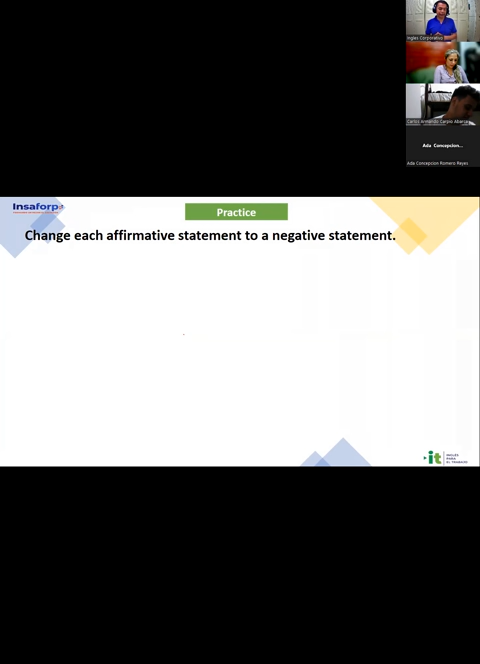 Ingles Corporativo
Carlos Armando Carpio Abarca
Ada Concepcion...
Ada Concepcion Romero Reyes
Insaforp
Practice
Change each affirmative statement to a negative statement.
it
INGLÉS
PARA
EL TRABAJO